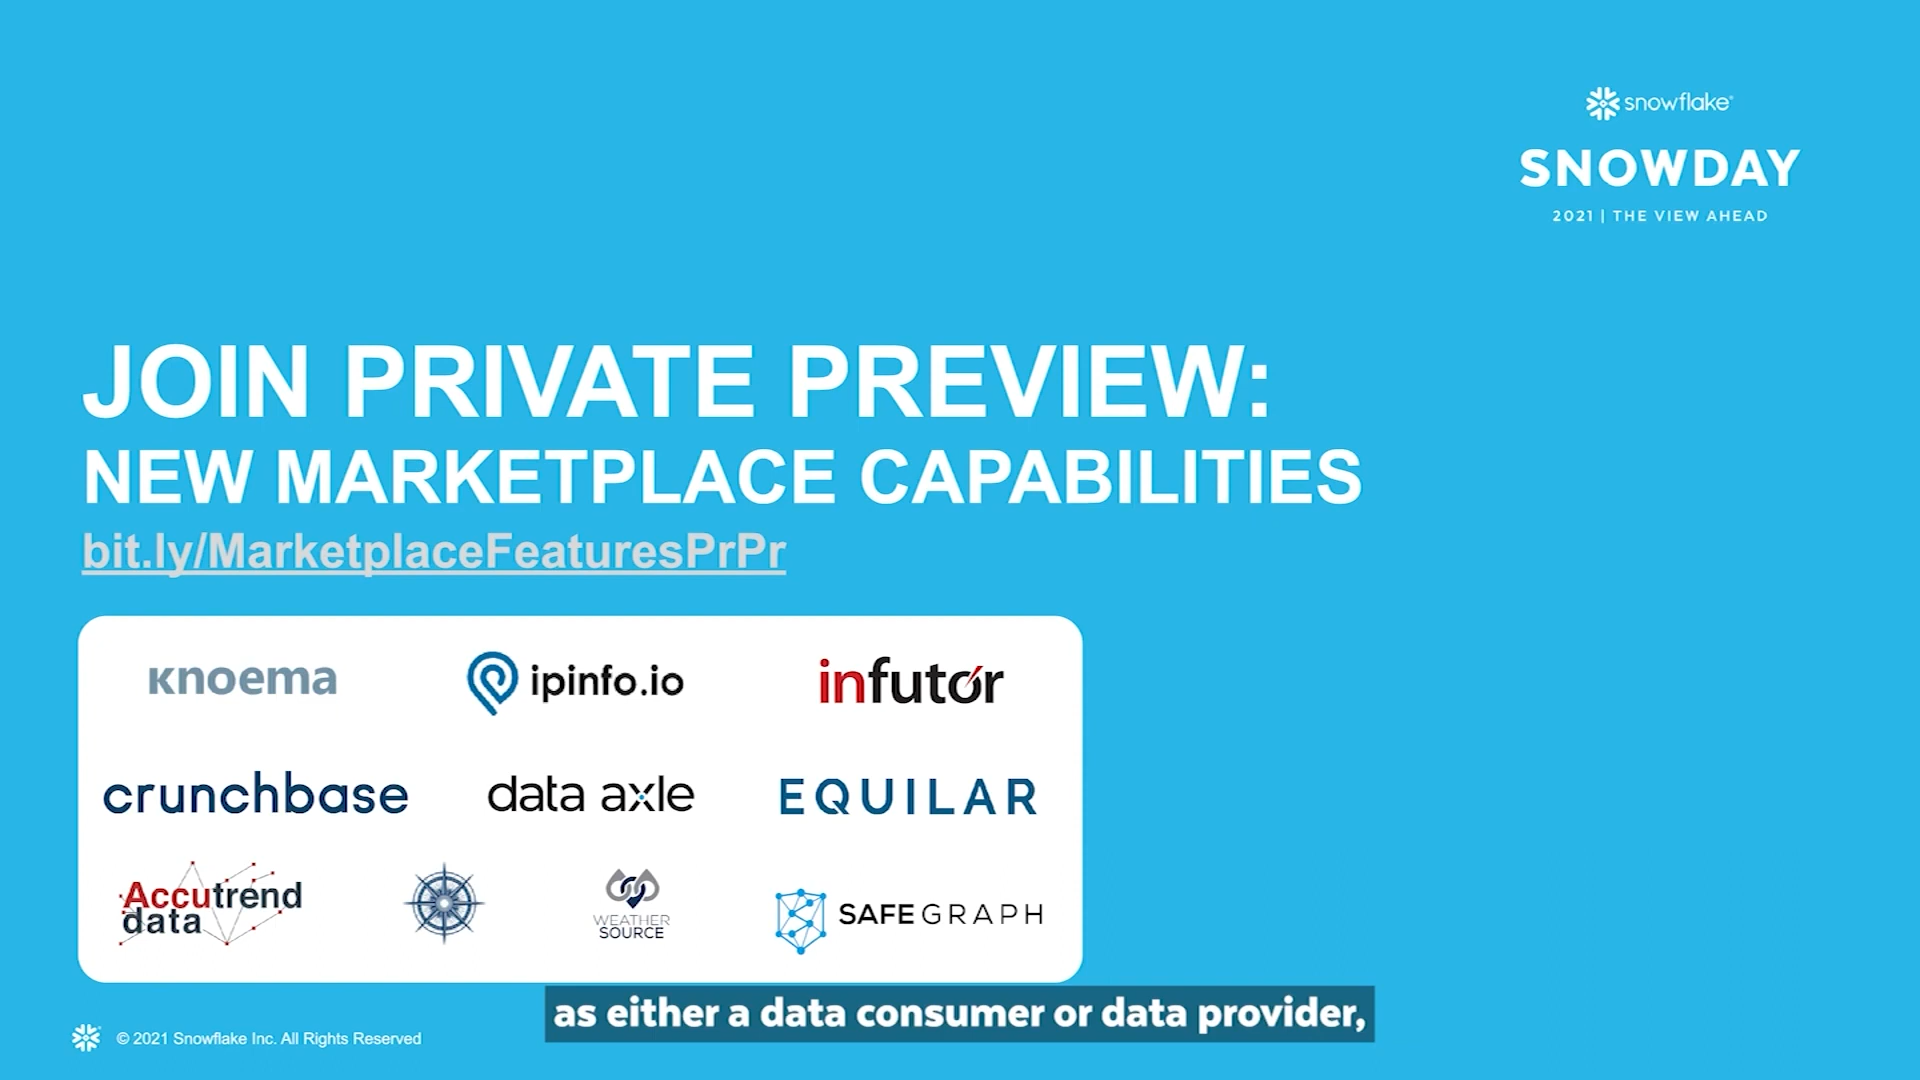 snowflake®
SNOWDAY
2021 | THE VIEW AHEAD
JOIN PRIVATE PREVIEW:
NEW MARKETPLACE CAPABILITIES
bit.ly/MarketplaceFeaturesPrPr
knoema
ipinfo.io
infutor
crunchbase
data axle
EQUILAR
Accutrend
data
WEATHER
SOURCE
SAFEGRAPH
as either a data consumer or data provider,
© 2021 Snowflake Inc. All Rights Reserved